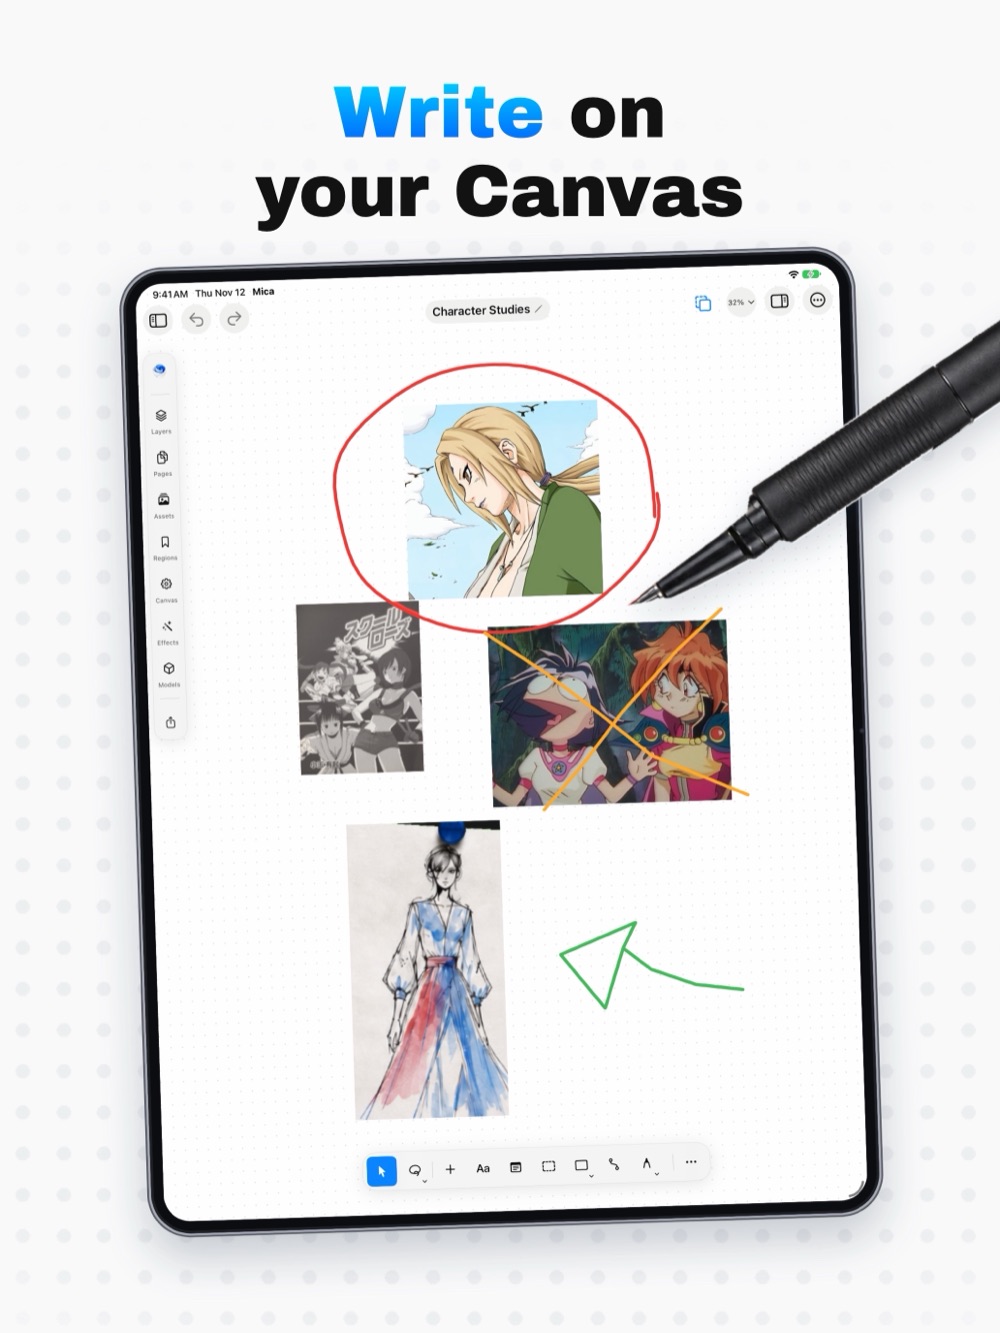 Write on
your Canvas
9:41 AM Thu Nov 12 Mica
Character Studies
32%
Layers
Pages
Assets
Regions
Canvas
Effects
Models
スクール
ローズ
Aa